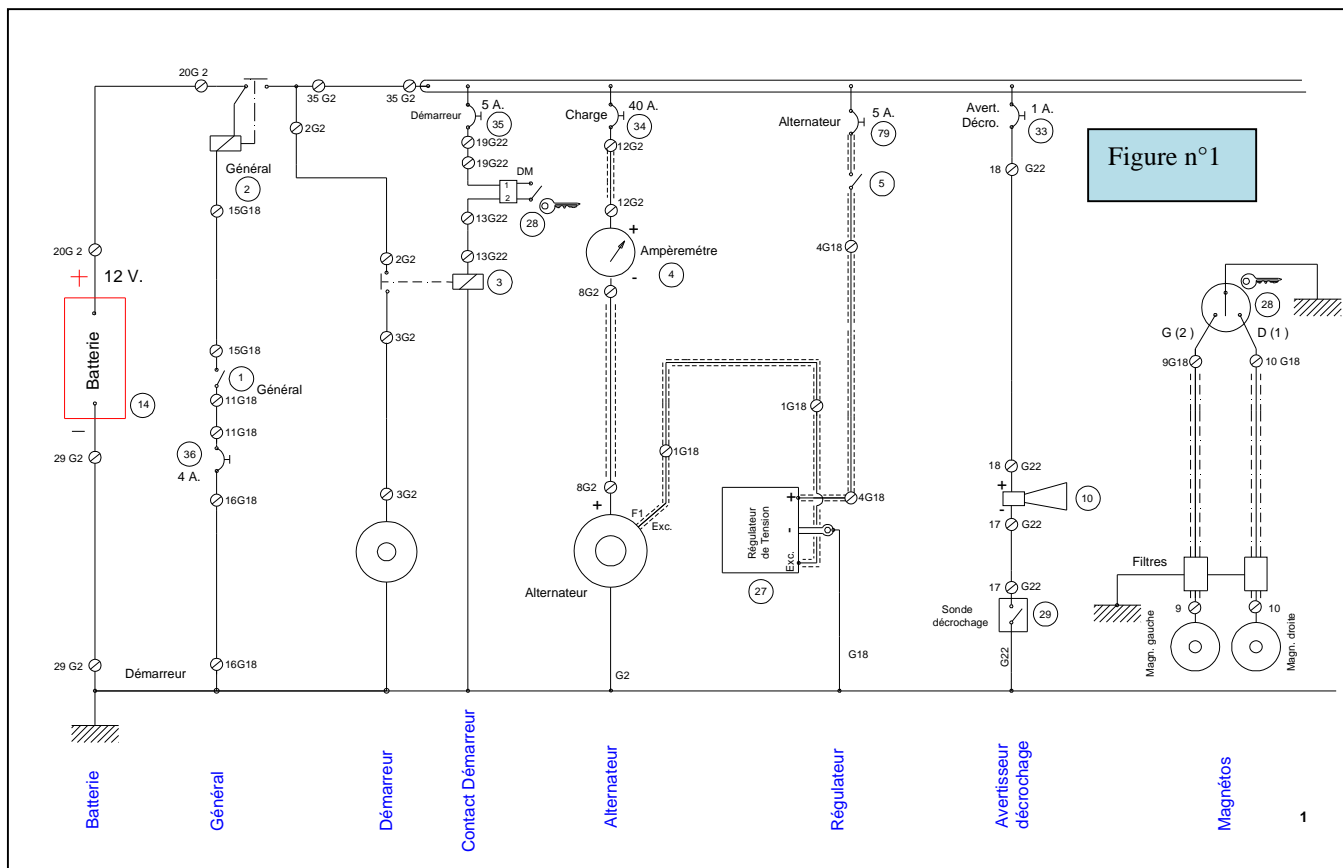 20G 2
35 G2
35 G2
2G2
Démarreur
5 A.
35
Charge
40 A.
34
Alternateur
5 A.
79
Avert.
Décro.
1 A.
33
Figure n°1
19G22
19G22
12G2
18 G22
Général
2
15G18
DM
1
2
28
12G2
5
13G22
+
Ampèremétre
4
-
4G18
20G 2
+ 12 V.
2G2
13G22
3
8G2
28
G ( 2 )
D ( 1 )
Batterie
14
−
15G18
1
Général
11G18
3G2
9G18
10 G18
11G18
36
4 A.
1G18
1G18
29 G2
16G18
3G2
8G2
+
F1
Exc.
Régulateur
de Tension
+
-
Exc.
4G18
27
18 G22
+
-
10
17 G22
Alternateur
Filtres
17 G22
Sonde
décrochage
29
9
10
Magn. gauche
Magn. droite
29 G2
Démarreur
16G18
G2
G18
G22
Batterie
Général
Démarreur
Contact Démarreur
Alternateur
Régulateur
Avertisseur
décrochage
Magnétos
1